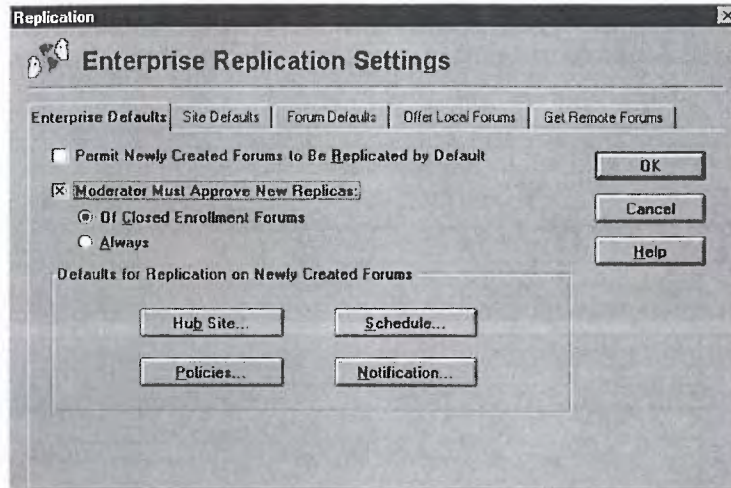 Replication
Enterprise Replication Settings
Enterprise Defaults Site Defaults Forum Defaults Offer Local Forums Get Remote Forums
Permit Newly Created Forums to Be Replicated by Default
Moderator Must Approve New Replicas:
Of Closed Enrollment Forums
Always
OK
Cancel
Help
Defaults for Replication on Newly Created Forums
Hub Site... Schedule...
Policies... Notification...